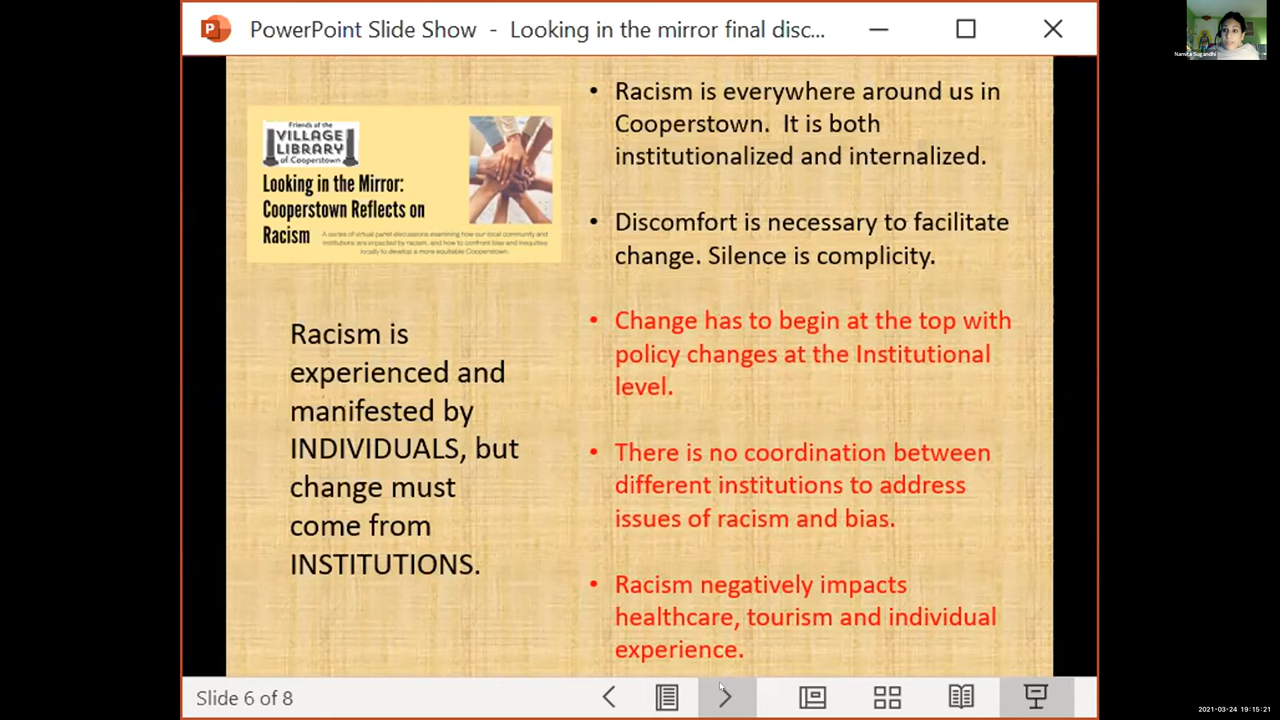 PowerPoint Slide Show - Looking in the mirror final disc...
Namita Sugandhi
Friends of the
VILLAGE
LIBRARY
of Cooperstown
Looking in the Mirror:
Cooperstown Reflects on
Racism
A series of virtual panel discussions examining how our local community and
institutions are impacted by racism, and how to confront bias and inequities
locally to develop a more equitable Cooperstown.
Racism is
experienced and
manifested by
INDIVIDUALS, but
change must
come from
INSTITUTIONS.
• Racism is everywhere around us in
Cooperstown. It is both
institutionalized and internalized.
• Discomfort is necessary to facilitate
change. Silence is complicity.
• Change has to begin at the top with
policy changes at the Institutional
level.
• There is no coordination between
different institutions to address
issues of racism and bias.
• Racism negatively impacts
healthcare, tourism and individual
experience.
Slide 6 of 8
2021-03-24 19:15:21